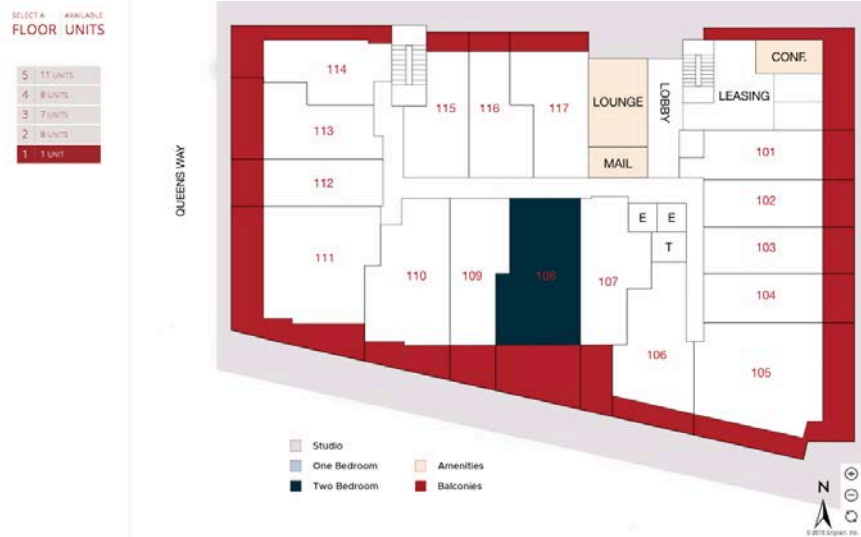 SELECT A
FLOOR
AVAILABLE
UNITS
5 11 UNITS
4 8 UNITS
3 7 UNITS
2 8 UNITS
1 1 UNIT
QUEENS WAY
114
113
112
111
115
116
117
LOUNGE
MAIL
LOBBY
CONF.
LEASING
101
102
103
104
105
106
107
108
109
110
E
E
T
Studio
One Bedroom
Two Bedroom
Amenities
Balconies
N